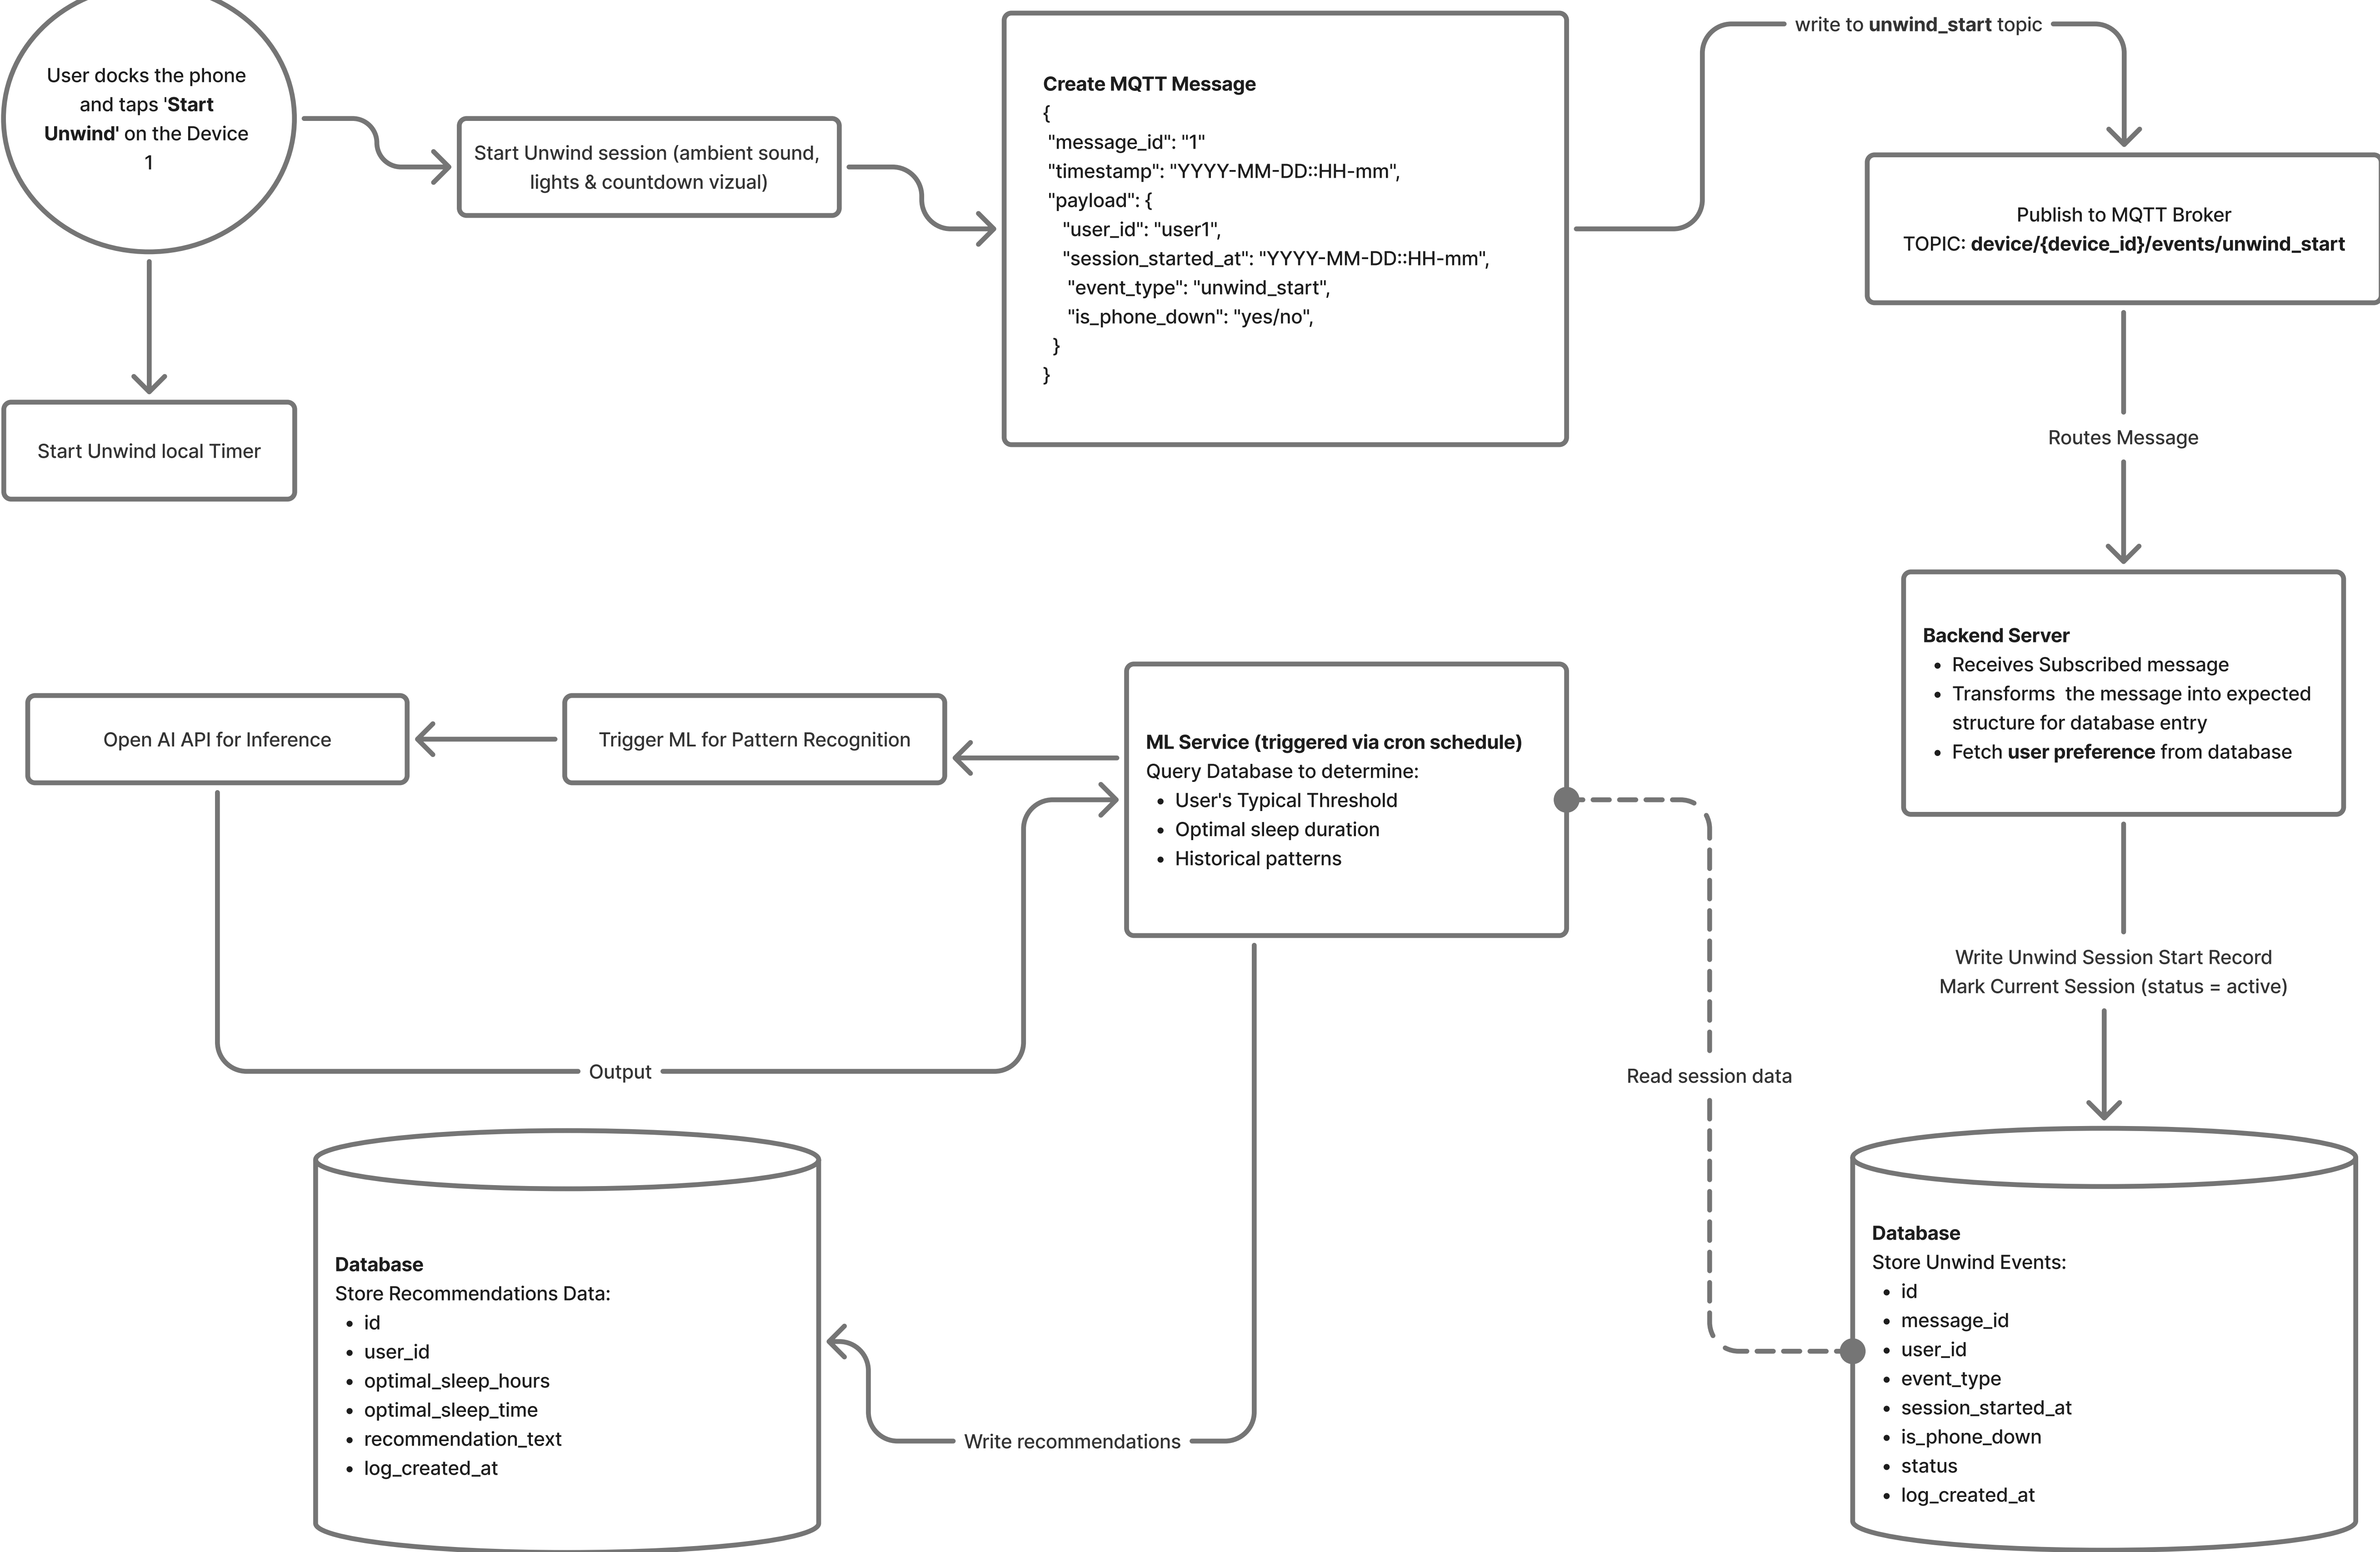 User docks the phone
and taps 'Start
Unwind' on the Device
1
Start Unwind local Timer
Start Unwind session (ambient sound,
lights & countdown vizual)
Create MQTT Message
{
"message_id": "1"
"timestamp": "YYYY-MM-DD::HH-mm",
"payload": {
"user_id": "user1",
"session_started_at": "YYYY-MM-DD::HH-mm",
"event_type": "unwind_start",
"is_phone_down": "yes/no",
}
}
write to unwind_start topic
Publish to MQTT Broker
TOPIC: device/{device_id}/events/unwind_start
Routes Message
Backend Server
• Receives Subscribed message
• Transforms  the message into expected
structure for database entry
• Fetch user preference from database
Write Unwind Session Start Record
Mark Current Session (status = active)
Database
Store Unwind Events:
• id
• message_id
• user_id
• event_type
• session_started_at
• is_phone_down
• status
• log_created_at
Read session data
ML Service (triggered via cron schedule)
Query Database to determine:
• User's Typical Threshold
• Optimal sleep duration
• Historical patterns
Trigger ML for Pattern Recognition
Open AI API for Inference
Output
Write recommendations
Database
Store Recommendations Data:
• id
• user_id
• optimal_sleep_hours
• optimal_sleep_time
• recommendation_text
• log_created_at